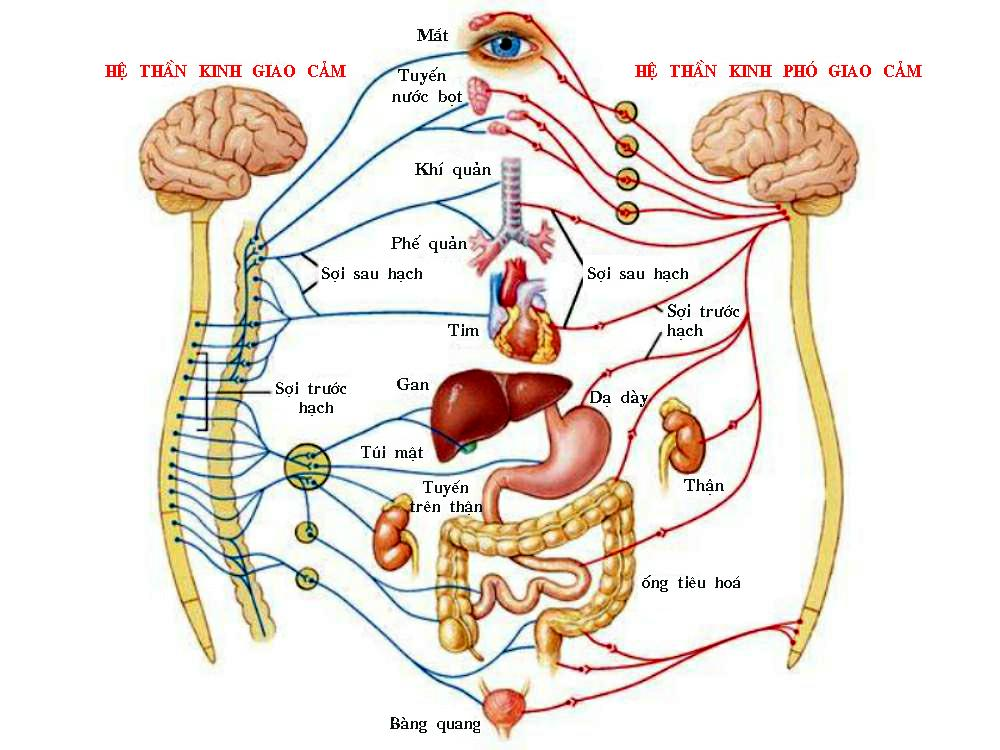 Mắt
HỆ THẦN KINH GIAO CẢM
HỆ THẦN KINH PHÓ GIAO CẢM
Tuyến
nước bọt
Khí quản
Phế quản
Sợi sau hạch
Sợi sau hạch
Sợi trước
hạch
Tim
Gan
Sợi trước
hạch
Dạ dày
Túi mật
Tuyến
trên thận
Thận
ống tiêu hoá
Bàng quang